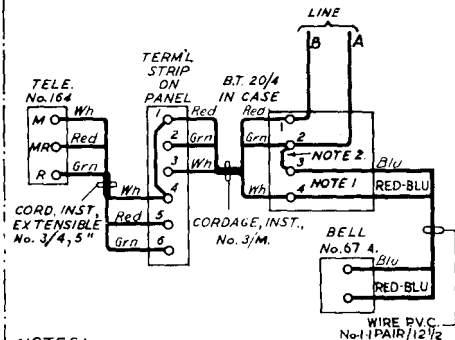 LINE
B A
TERM'L
STRIP
ON
PANEL
TELE.
No.164
B.T. 20/4
IN CASE
M Wh
MR Red
R Grn
1 Red
2 Grn
3 Wh
4 Wh
5 Red
6 Grn
Red 1
Grn 2
NOTE 2.
3 Blu
Wh 4 NOTE 1 RED-BLU
CORD, INST,
EXTENSIBLE
No. 3/4, 5"
CORDAGE, INST.,
No. 3/M.
BELL
No.67 A.
Blu
RED-BLU
WIRE P.V.C.
No.1·1 PAIR/12½
NOTES: